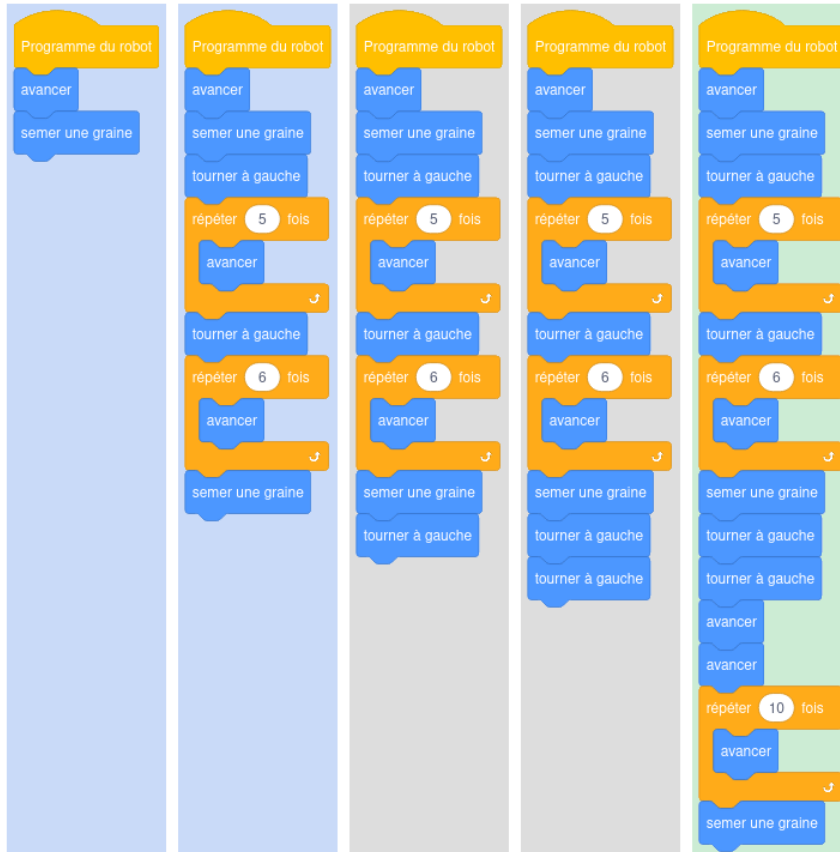 Programme du robot
avancer
semer une graine
Programme du robot
avancer
semer une graine
tourner à gauche
répéter 5 fois
avancer
tourner à gauche
répéter 6 fois
avancer
semer une graine
Programme du robot
avancer
semer une graine
tourner à gauche
répéter 5 fois
avancer
tourner à gauche
répéter 6 fois
avancer
semer une graine
tourner à gauche
Programme du robot
avancer
semer une graine
tourner à gauche
répéter 5 fois
avancer
tourner à gauche
répéter 6 fois
avancer
semer une graine
tourner à gauche
tourner à gauche
Programme du robot
avancer
semer une graine
tourner à gauche
répéter 5 fois
avancer
tourner à gauche
répéter 6 fois
avancer
semer une graine
tourner à gauche
tourner à gauche
avancer
avancer
répéter 10 fois
avancer
semer une graine